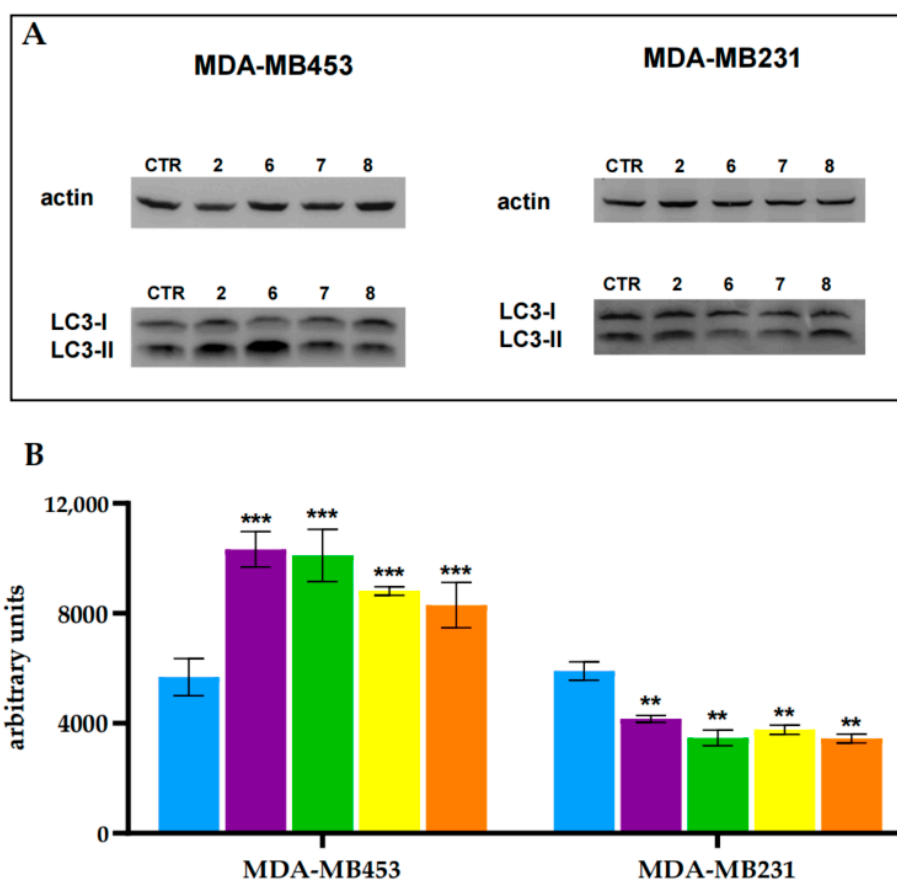 A
MDA-MB453
MDA-MB231
CTR 2 6 7 8
actin
CTR 2 6 7 8
actin
CTR 2 6 7 8
LC3-I
LC3-II
CTR 2 6 7 8
LC3-I
LC3-II
B
arbitrary units
12,000
8000
4000
0
*** *** *** ***
** ** ** **
MDA-MB453 MDA-MB231